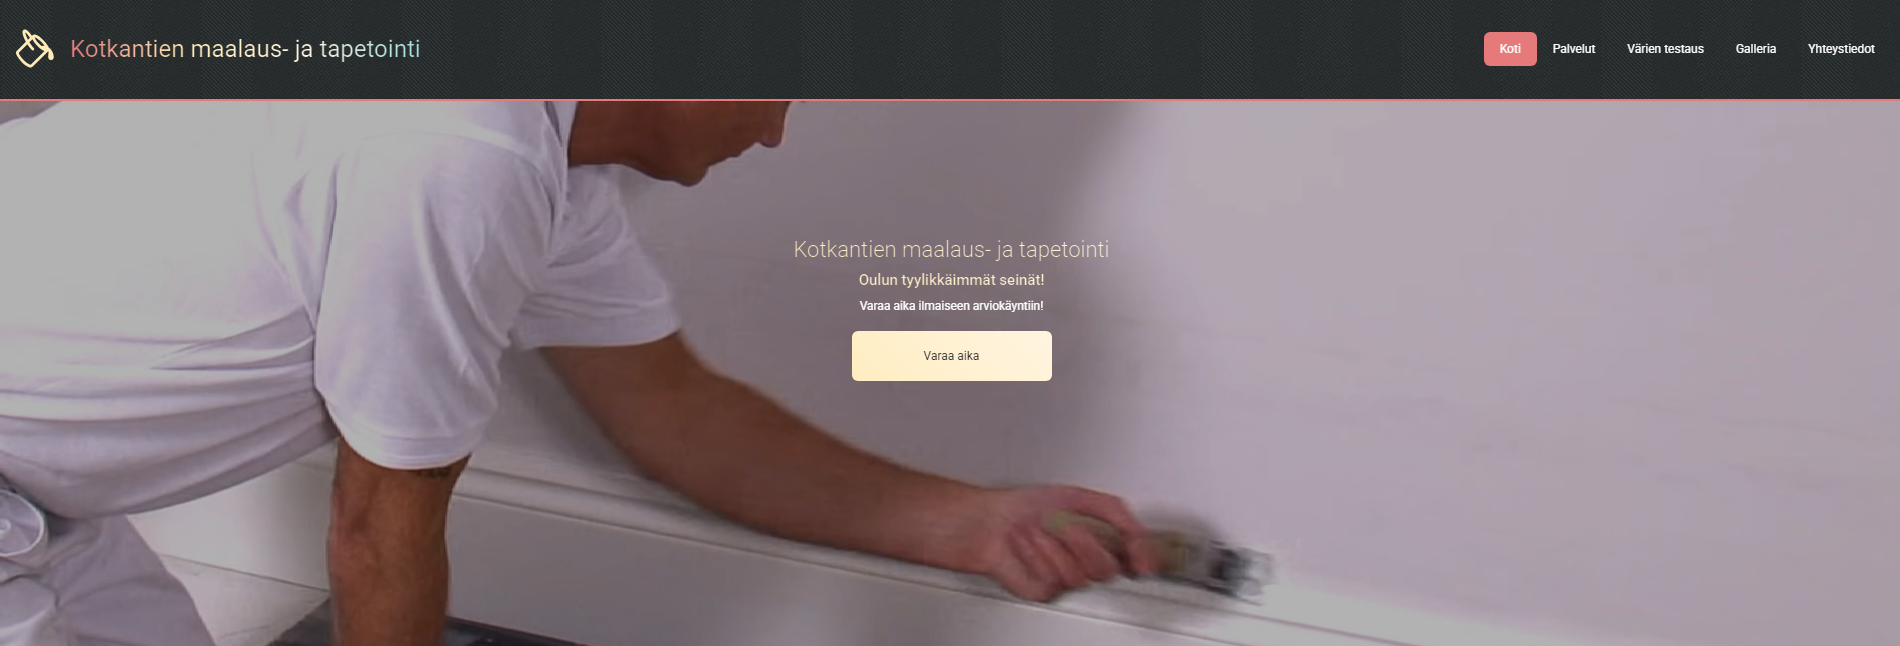 Kotkantien maalaus- ja tapetointi
Koti
Palvelut
Värien testaus
Galleria
Yhteystiedot
Kotkantien maalaus- ja tapetointi
Oulun tyylikkäimmät seinät!
Varaa aika ilmaiseen arviokäyntiin!
Varaa aika